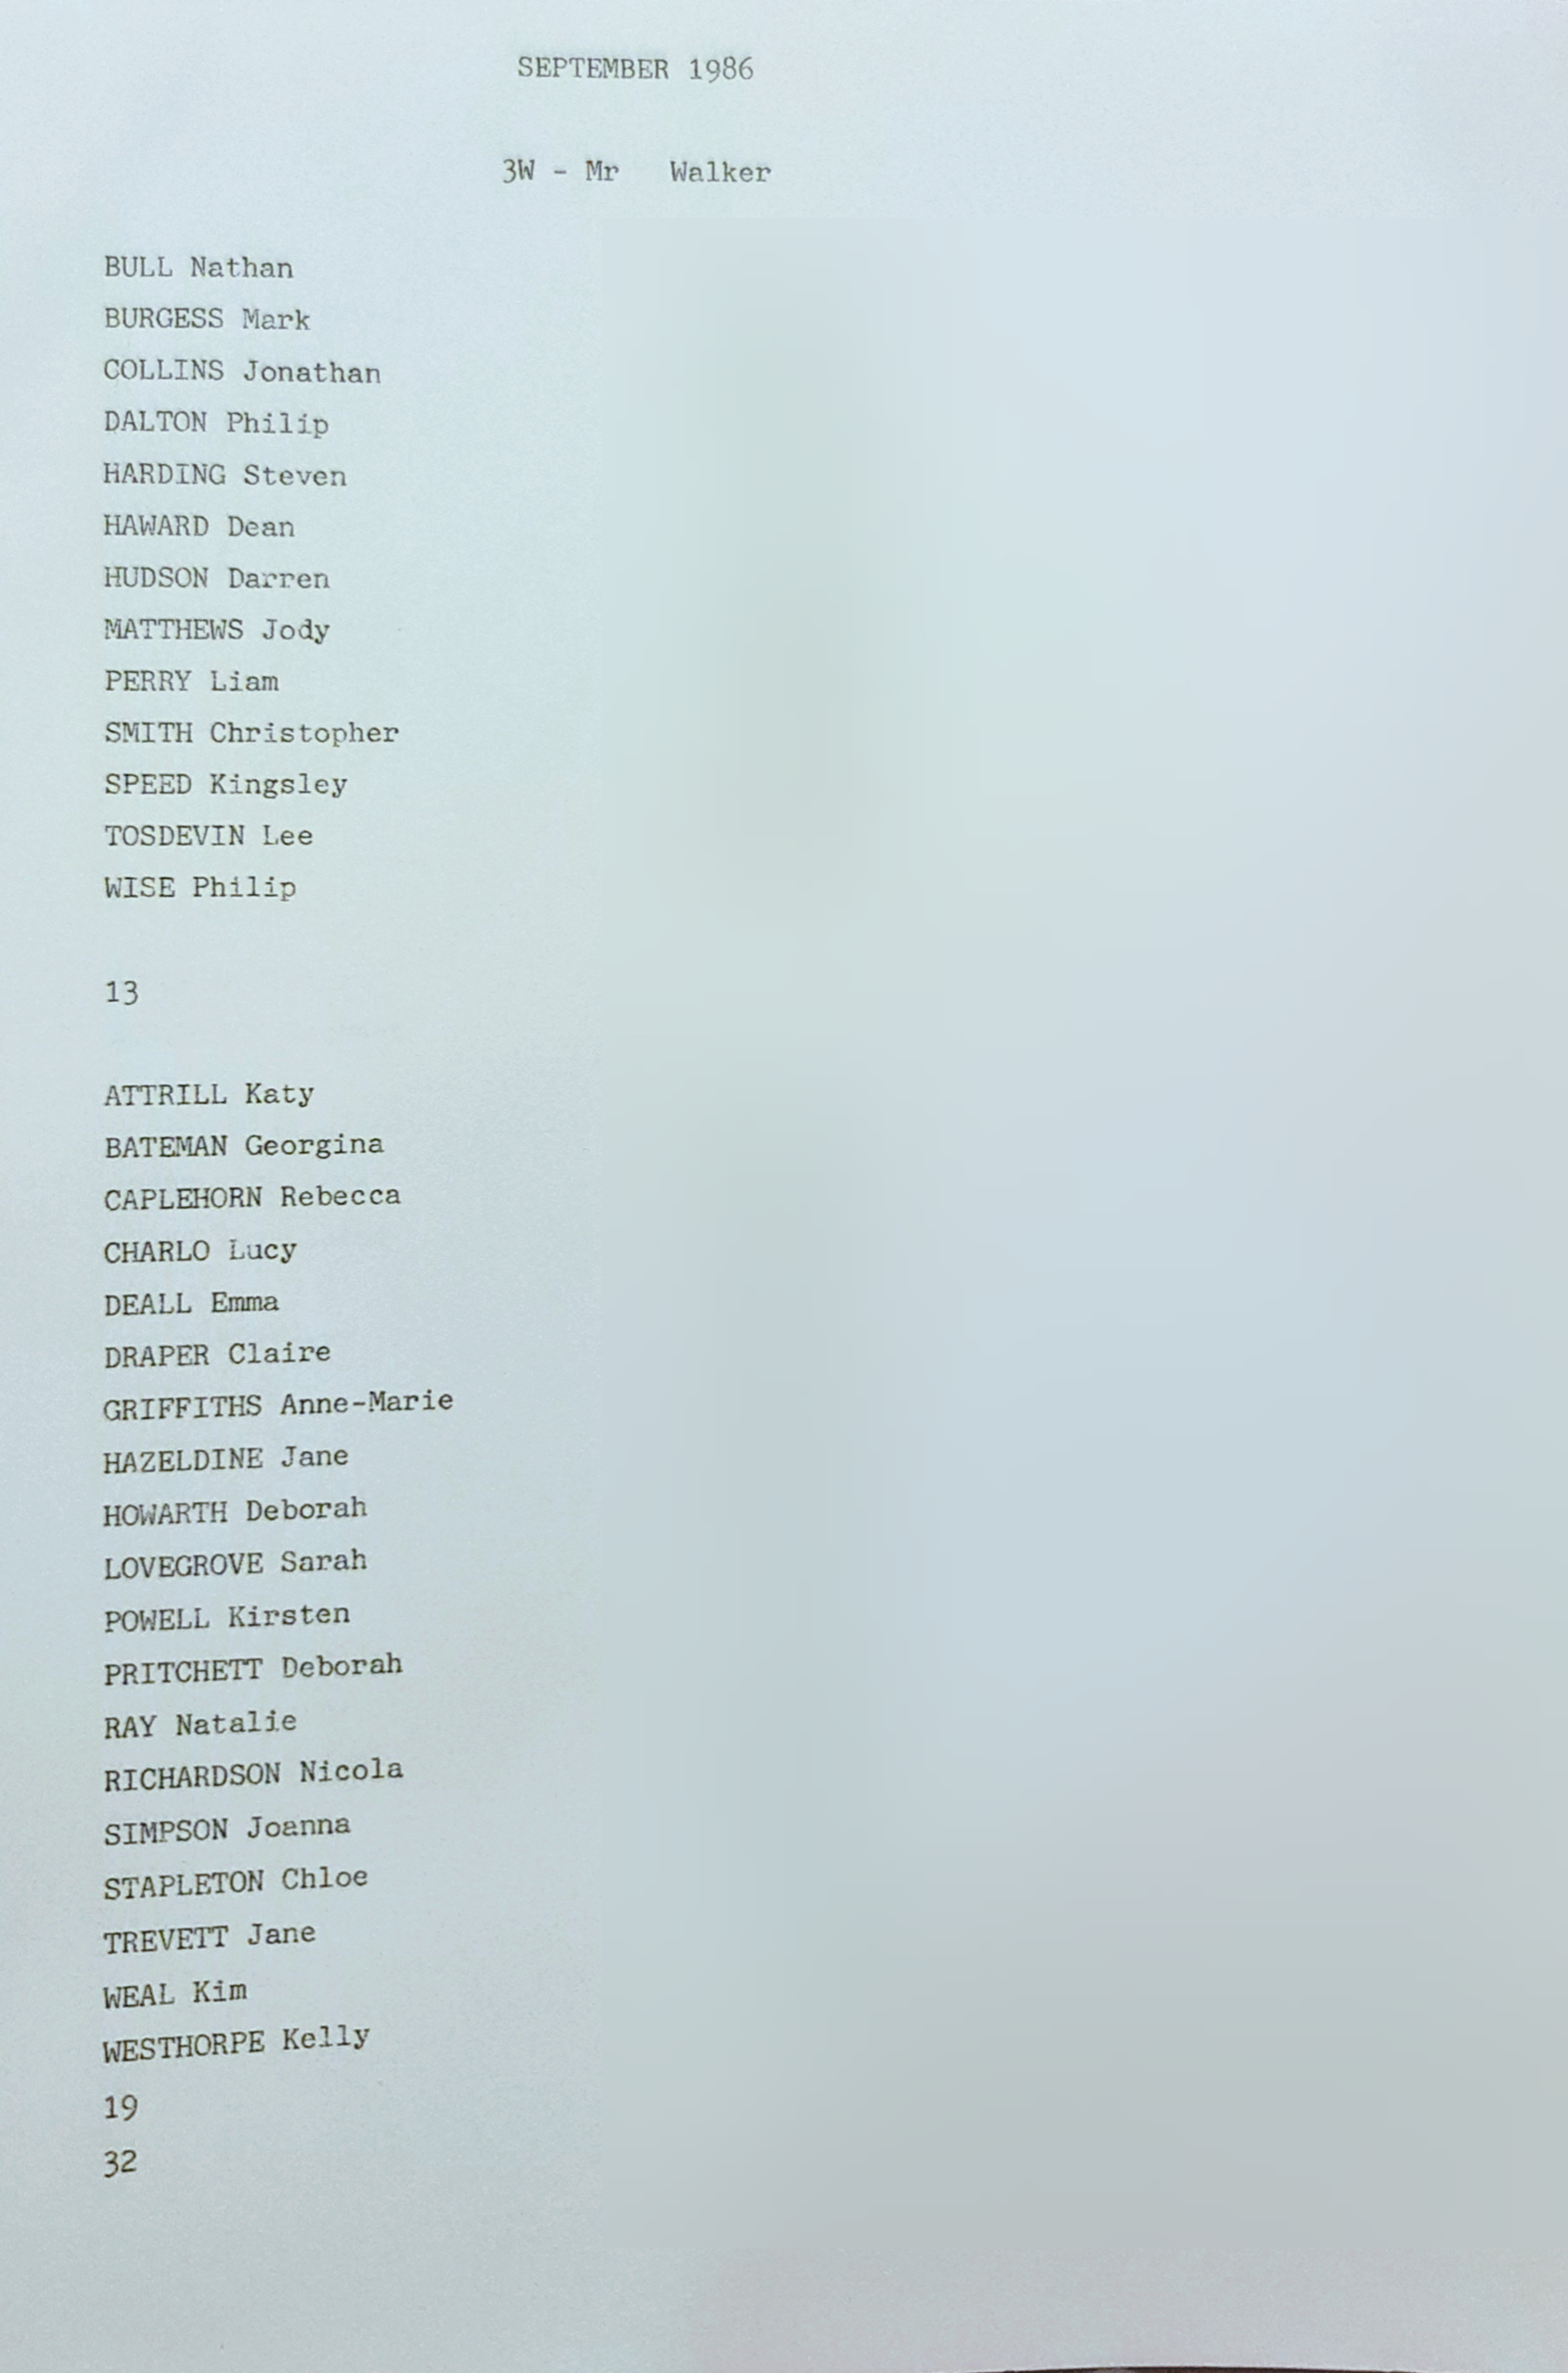 SEPTEMBER 1986
3W - Mr Walker
BULL Nathan
BURGESS Mark
COLLINS Jonathan
DALTON Philip
HARDING Steven
HAWARD Dean
HUDSON Darren
MATTHEWS Jody
PERRY Liam
SMITH Christopher
SPEED Kingsley
TOSDEVIN Lee
WISE Philip
13
ATTRILL Katy
BATEMAN Georgina
CAPLEHORN Rebecca
CHARLO Lucy
DEALL Emma
DRAPER Claire
GRIFFITHS Anne-Marie
HAZELDINE Jane
HOWARTH Deborah
LOVEGROVE Sarah
POWELL Kirsten
PRITCHETT Deborah
RAY Natalie
RICHARDSON Nicola
SIMPSON Joanna
STAPLETON Chloe
TREVETT Jane
WEAL Kim
WESTHORPE Kelly
19
32